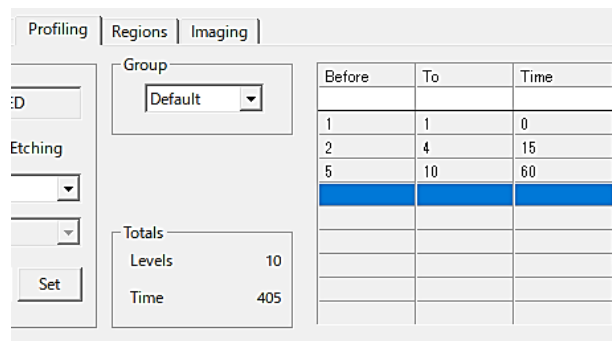 Profiling Regions Imaging
Group
Default
ED
Etching
Set
Totals
Levels 10
Time 405
Before To Time
1 1 0
2 4 15
5 10 60